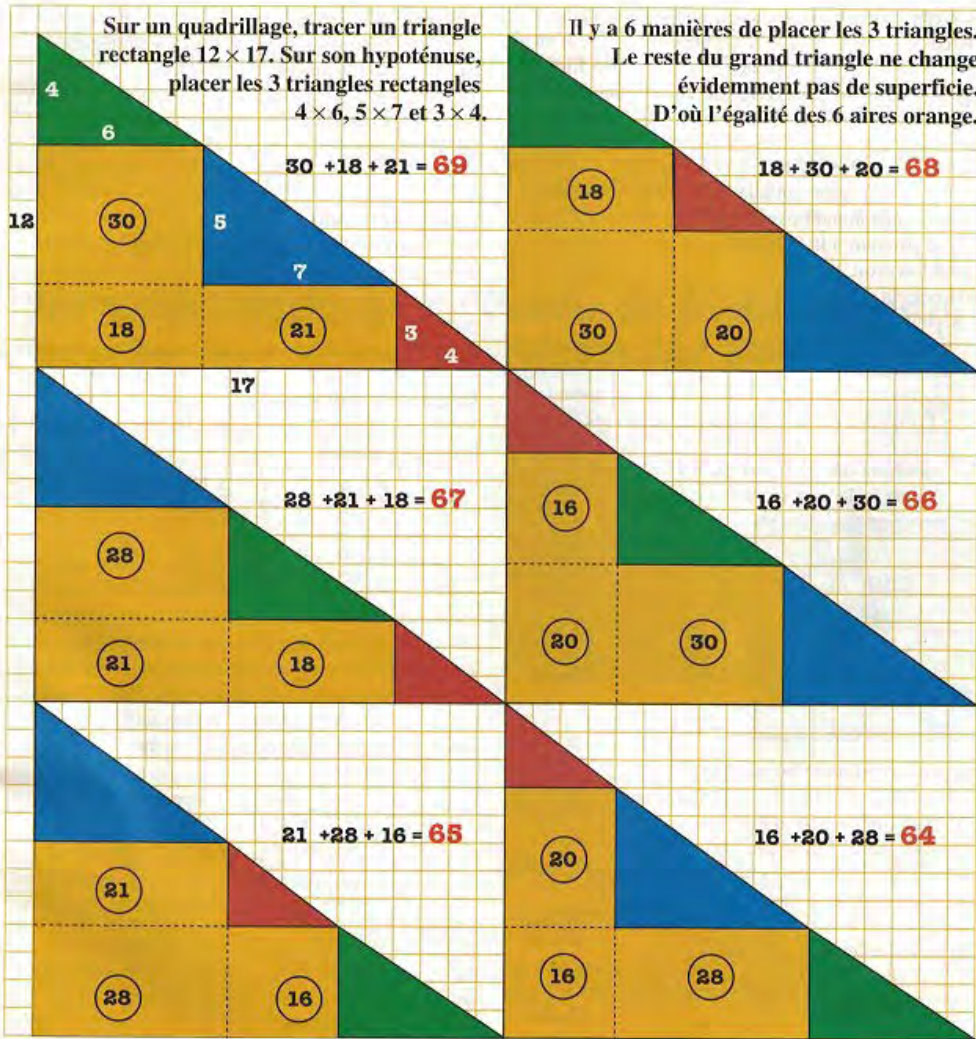 Sur un quadrillage, tracer un triangle
rectangle 12 × 17. Sur son hypoténuse,
placer les 3 triangles rectangles
4 × 6, 5 × 7 et 3 × 4.
4
6
30 +18 + 21 = 69
12
30
5
7
18
21
3
4
17
Il y a 6 manières de placer les 3 triangles.
Le reste du grand triangle ne change
évidemment pas de superficie.
D'où l'égalité des 6 aires orange.
18 + 30 + 20 = 68
18
30
20
28 +21 + 18 = 67
28
21
18
16 +20 + 30 = 66
16
20
30
21 +28 + 16 = 65
21
28
16
16 +20 + 28 = 64
20
16
28